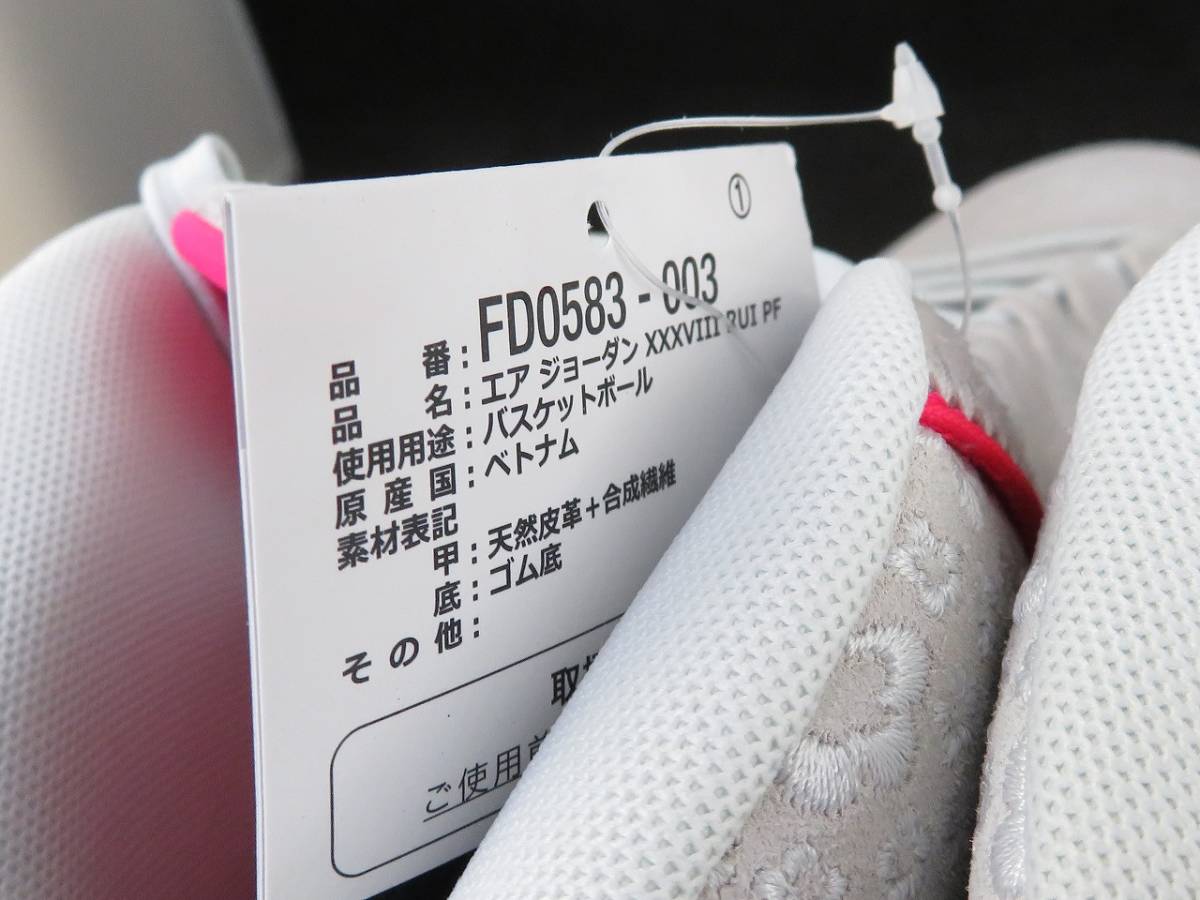 ①
品番:FD0583-003
品名:エア ジョーダン XXXVIII RUI PF
使用用途:バスケットボール
原産国:ベトナム
素材表記
甲:天然皮革+合成繊維
底:ゴム底
その他:
取
ご使用前